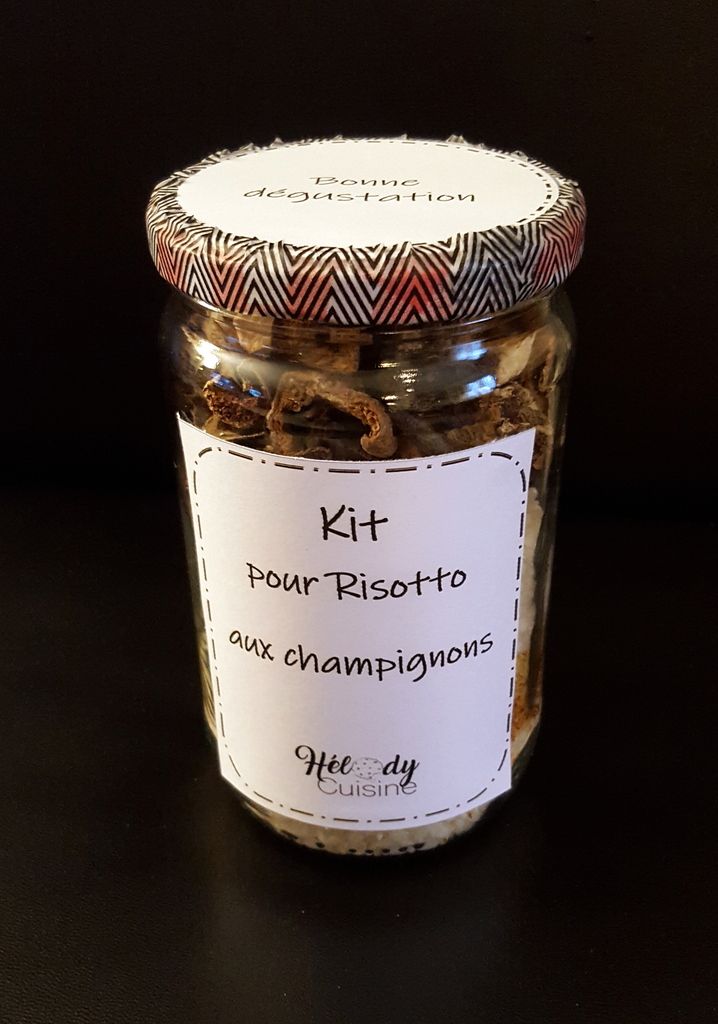 Bonne
dégustation
Kit
pour Risotto
aux champignons
Hélody
Cuisine